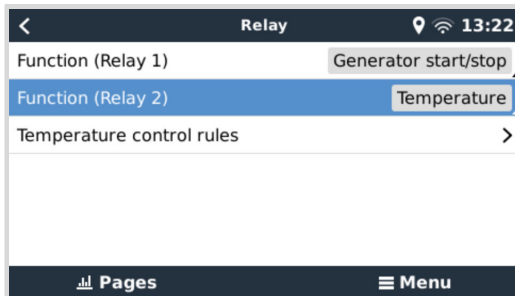 Relay 13:22
Function (Relay 1) Generator start/stop
Function (Relay 2) Temperature
Temperature control rules
Pages Menu